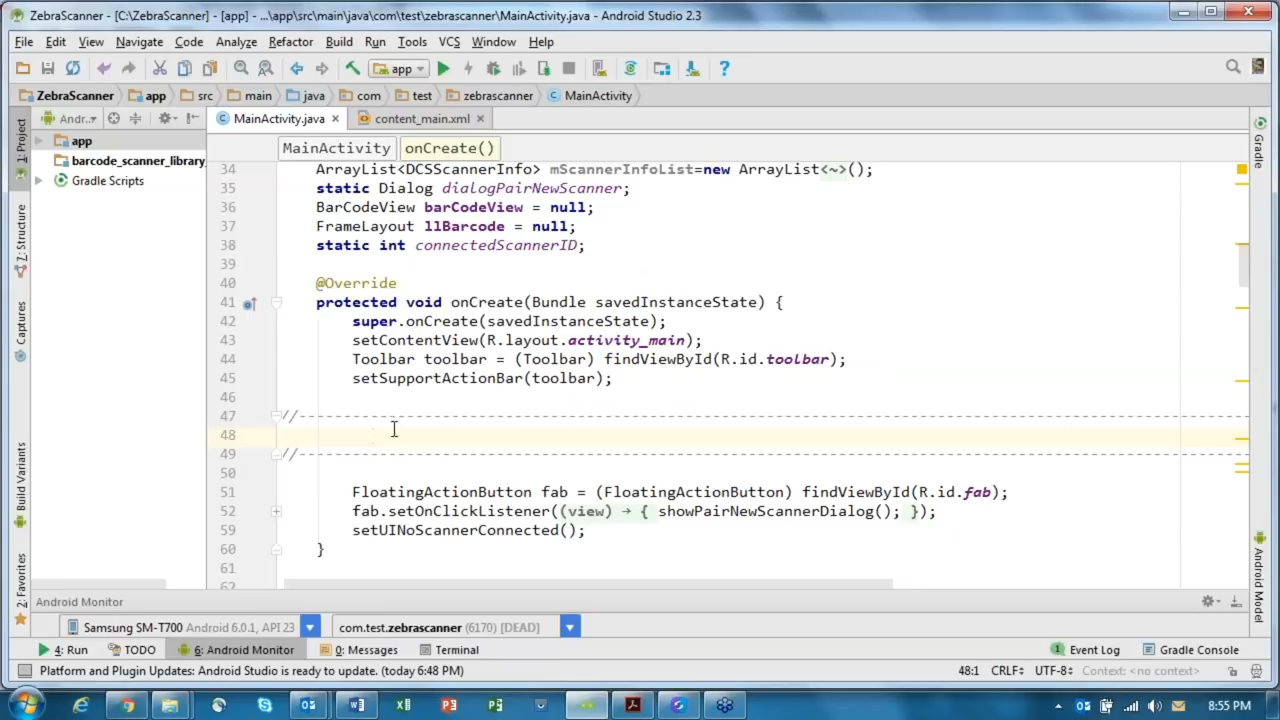 ZebraScanner - [C:\ZebraScanner] - [app] - ...\app\src\main\java\com\test\zebrascanner\MainActivity.java - Android Studio 2.3
File Edit View Navigate Code Analyze Refactor Build Run Tools VCS Window Help
app
ZebraScanner app src main java com test zebrascanner MainActivity
Andr... MainActivity.java content_main.xml
1: Project
7: Structure
Captures
Build Variants
2: Favorites
app
barcode_scanner_library
Gradle Scripts
MainActivity onCreate()
34 ArrayList<DCSScannerInfo> mScannerInfoList=new ArrayList<~>();
35 static Dialog dialogPairNewScanner;
36 BarCodeView barCodeView = null;
37 FrameLayout llBarcode = null;
38 static int connectedScannerID;
39
40 @Override
41 protected void onCreate(Bundle savedInstanceState) {
42 super.onCreate(savedInstanceState);
43 setContentView(R.layout.activity_main);
44 Toolbar toolbar = (Toolbar) findViewById(R.id.toolbar);
45 setSupportActionBar(toolbar);
46
47 //------------------------------------------------------------
48
49 //------------------------------------------------------------
50
51 FloatingActionButton fab = (FloatingActionButton) findViewById(R.id.fab);
52 fab.setOnClickListener((view) → { showPairNewScannerDialog(); });
59 setUINoScannerConnected();
60 }
61
62
Gradle
Android Model
Android Monitor
Samsung SM-T700 Android 6.0.1, API 23 com.test.zebrascanner (6170) [DEAD]
4: Run TODO 6: Android Monitor 0: Messages Terminal 1 Event Log Gradle Console
Platform and Plugin Updates: Android Studio is ready to update. (today 6:48 PM) 48:1 CRLF UTF-8 Context: <no context>
8:55 PM